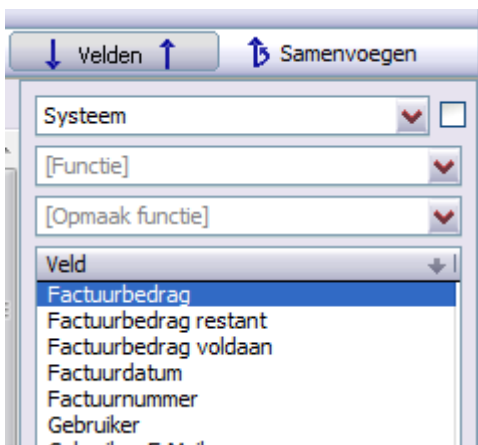 Velden
Samenvoegen
Systeem
[Functie]
[Opmaak functie]
Veld
Factuurbedrag
Factuurbedrag restant
Factuurbedrag voldaan
Factuurdatum
Factuurnummer
Gebruiker